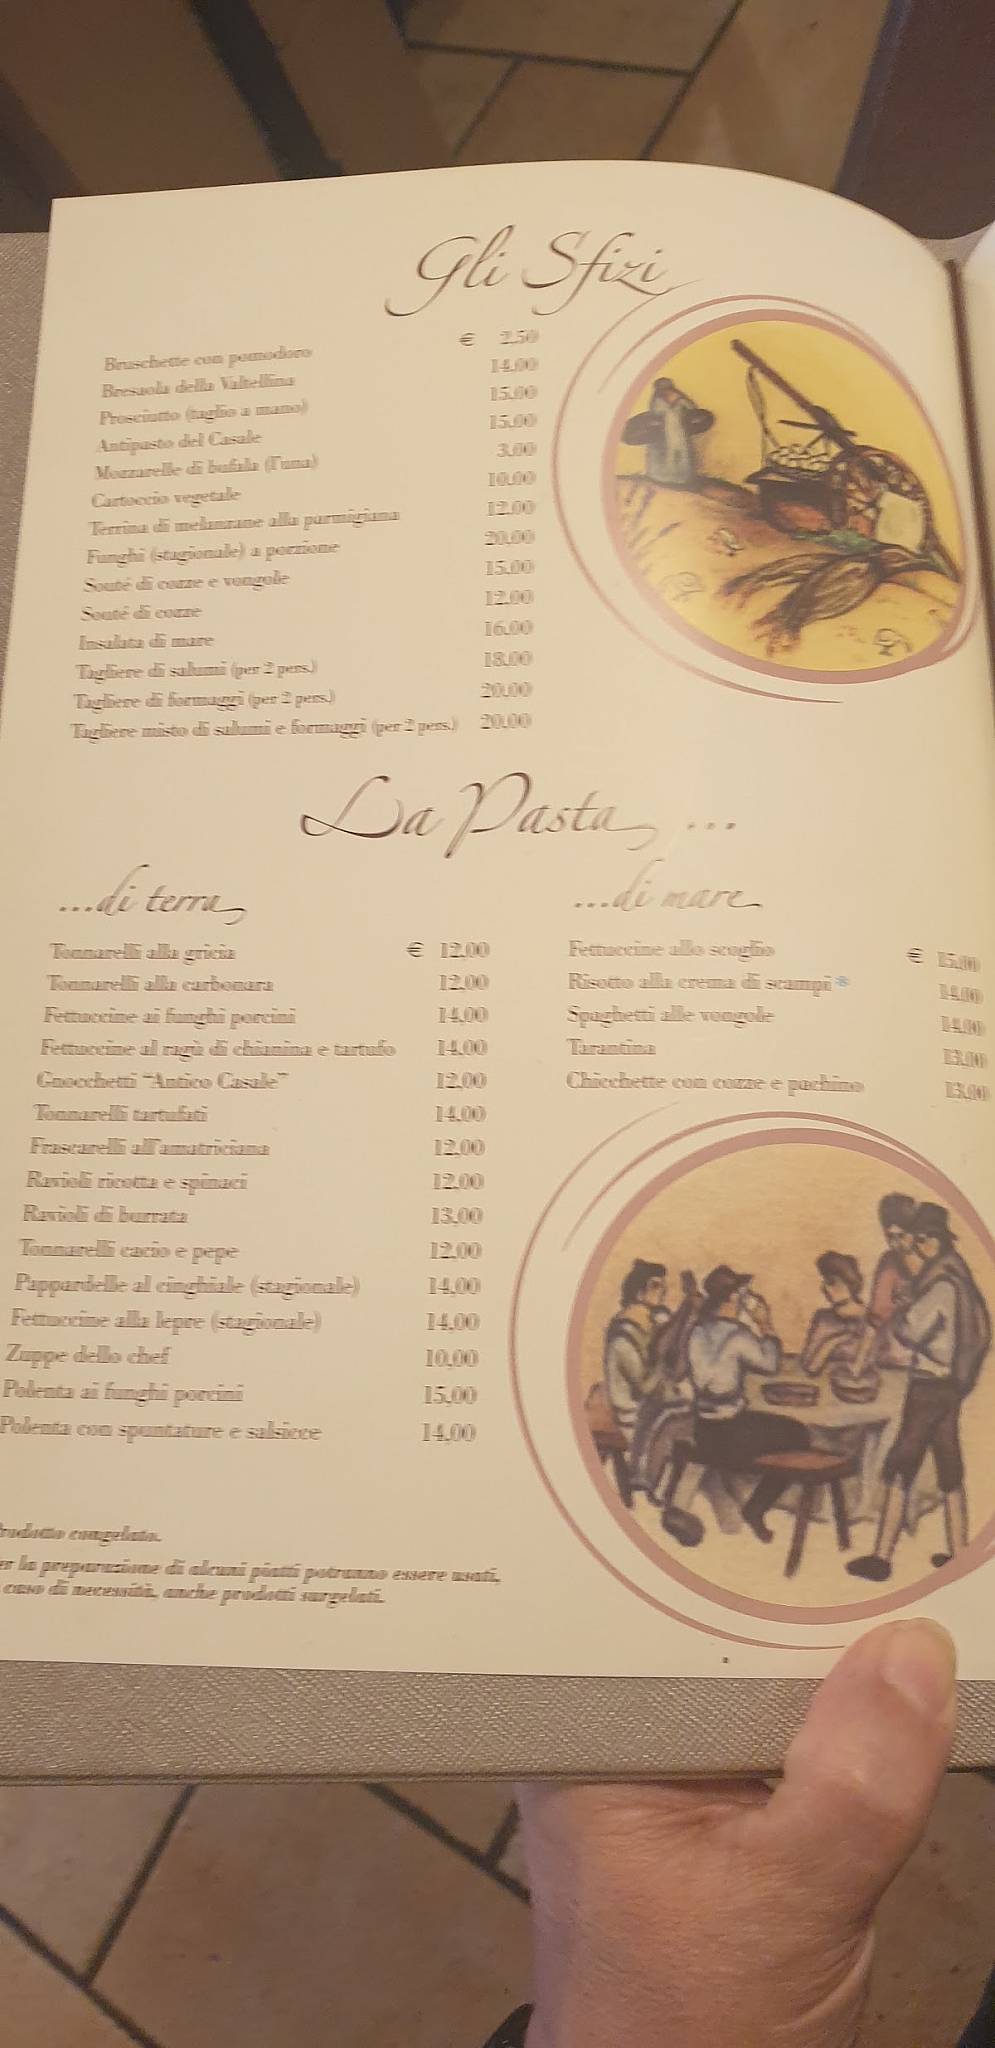 Gli Sfizi
Bruschette con pomodoro € 2.50
Bresaola della Valtellina 14.00
Prosciutto (taglio a mano) 15.00
Antipasto del Casale 15.00
Mozzarelle di bufala (l'una) 3.00
Cartoccio vegetale 10.00
Terrina di melanzane alla parmigiana 12.00
Funghi (stagionale) a porzione 20.00
Souté di cozze e vongole 15.00
Souté di cozze 12.00
Insalata di mare 16.00
Tagliere di salumi (per 2 pers.) 18.00
Tagliere di formaggi (per 2 pers.) 20.00
Tagliere misto di salumi e formaggi (per 2 pers.) 20.00
La Pasta ...
...di terra
Tonnarelli alla gricia € 12,00
Tonnarelli alla carbonara 12,00
Fettuccine ai funghi porcini 14,00
Fettuccine al ragù di chianina e tartufo 14,00
Gnocchetti "Antico Casale" 12,00
Tonnarelli tartufati 14,00
Frascarelli all'amatriciana 12,00
Ravioli ricotta e spinaci 12,00
Ravioli di burrata 13,00
Tonnarelli cacio e pepe 12,00
Pappardelle al cinghiale (stagionale) 14,00
Fettuccine alla lepre (stagionale) 14,00
Zuppe dello chef 10,00
Polenta ai funghi porcini 15,00
Polenta con spuntature e salsicce 14,00
...di mare
Fettuccine allo scoglio € 15,00
Risotto alla crema di scampi* 14,00
Spaghetti alle vongole 14,00
Tarantina 13,00
Chicchette con cozze e pachino 13,00
rodotto congelato.
er la preparazione di alcuni piatti potranno essere usati,
caso di necessità, anche prodotti surgelati.